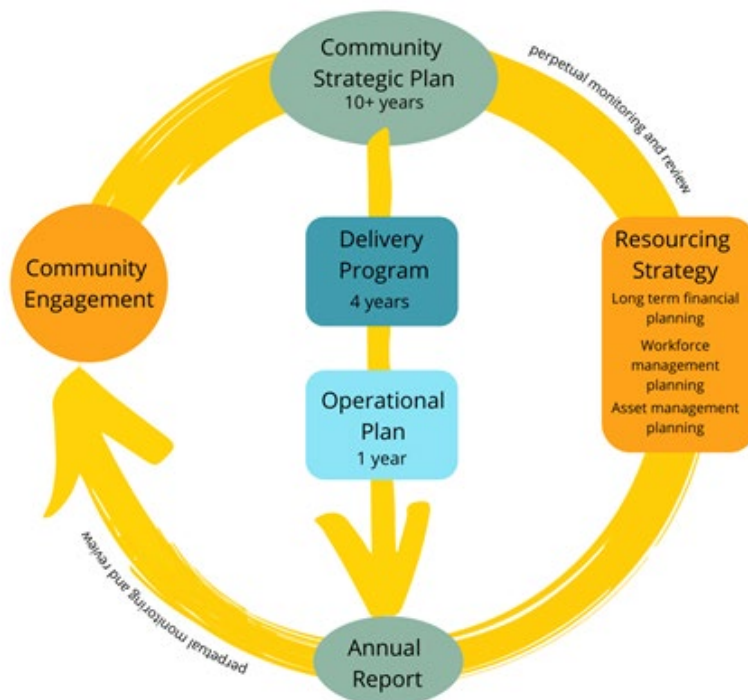 Community
Strategic Plan
10+ years
perpetual monitoring and review
Community
Engagement
Delivery
Program
4 years
Resourcing
Strategy
Long term financial
planning
Workforce
management
planning
Asset management
planning
Operational
Plan
1 year
perpetual monitoring and review
Annual
Report